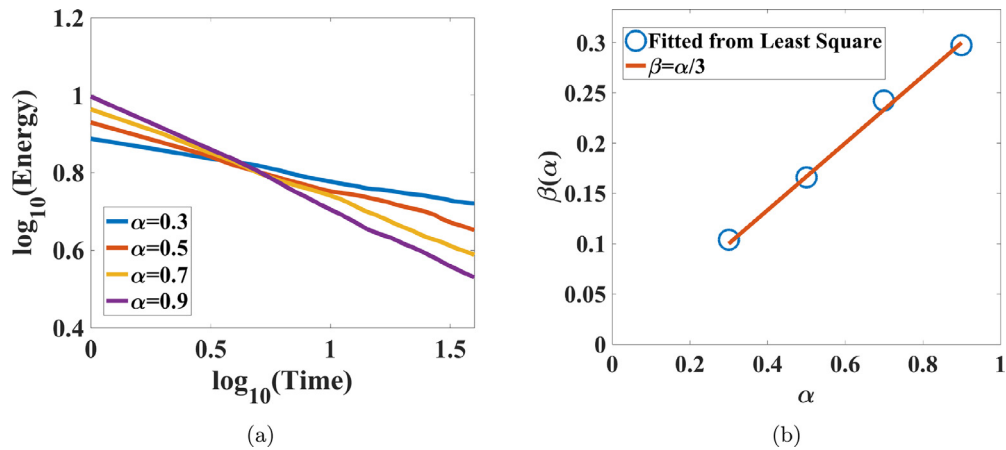 1.2
1
0.8
0.6
0.4
log10(Energy)
α=0.3
α=0.5
α=0.7
α=0.9
0 0.5 1 1.5
log10(Time)
(a)
0.3
0.25
0.2
0.15
0.1
0.05
0
β(α)
Fitted from Least Square
β=α/3
0 0.2 0.4 0.6 0.8 1
α
(b)